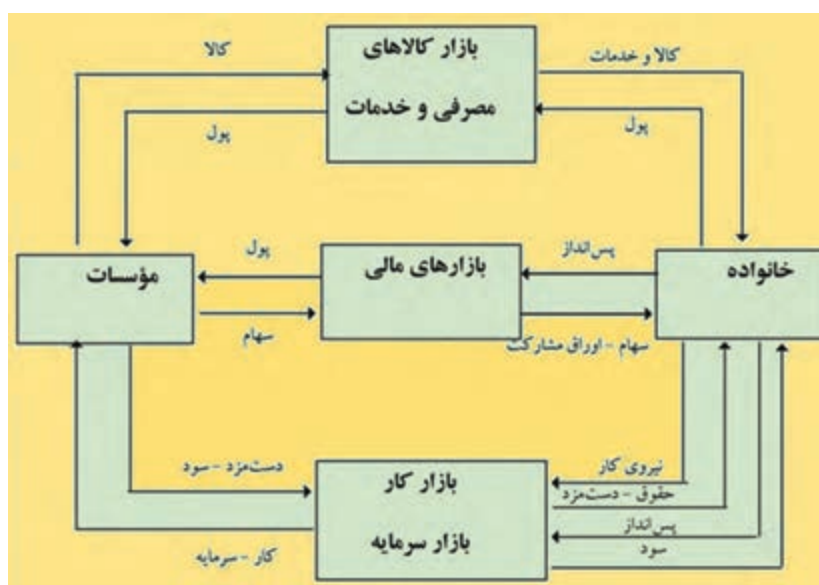 بازار کالاهای
مصرفی و خدمات
کالا و خدمات
کالا
پول
پول
خانواده
پس‌انداز
بازارهای مالی
پول
مؤسسات
سهام - اوراق مشارکت
سهام
نیروی کار
حقوق - دست‌مزد
پس‌انداز
سود
بازار کار
بازار سرمایه
دست‌مزد - سود
کار - سرمایه